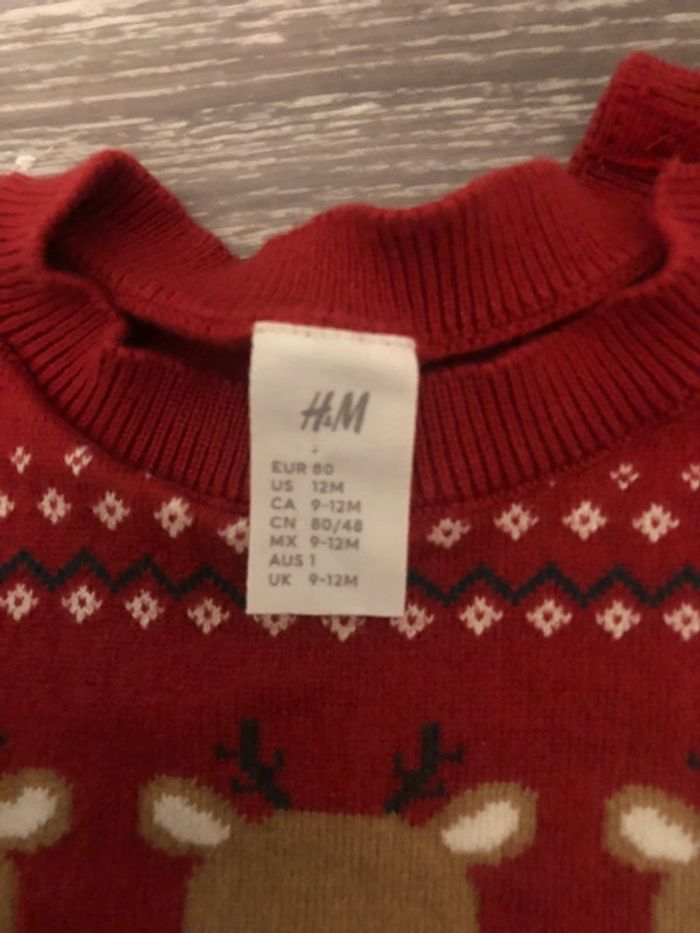 H&M
EUR 80
US 12M
CA 9-12M
CN 80/48
MX 9-12M
AUS 1
UK 9-12M